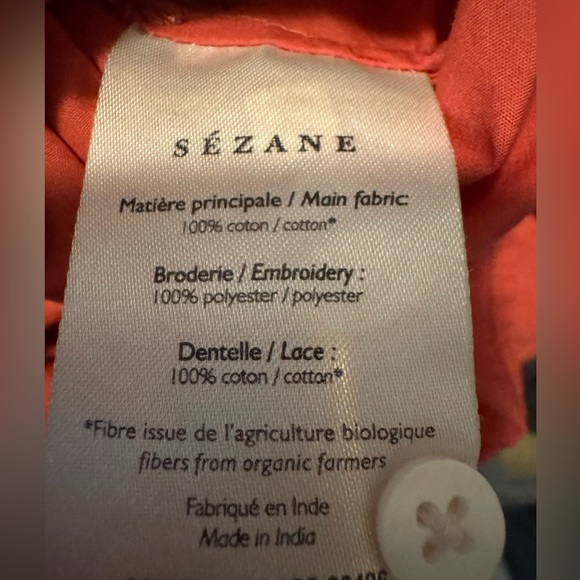 SÉZANE
Matière principale / Main fabric:
100% coton / cotton*
Broderie / Embroidery :
100% polyester / polyester
Dentelle / Lace :
100% coton / cotton*
*Fibre issue de l'agriculture biologique
fibers from organic farmers
Fabriqué en Inde
Made in India